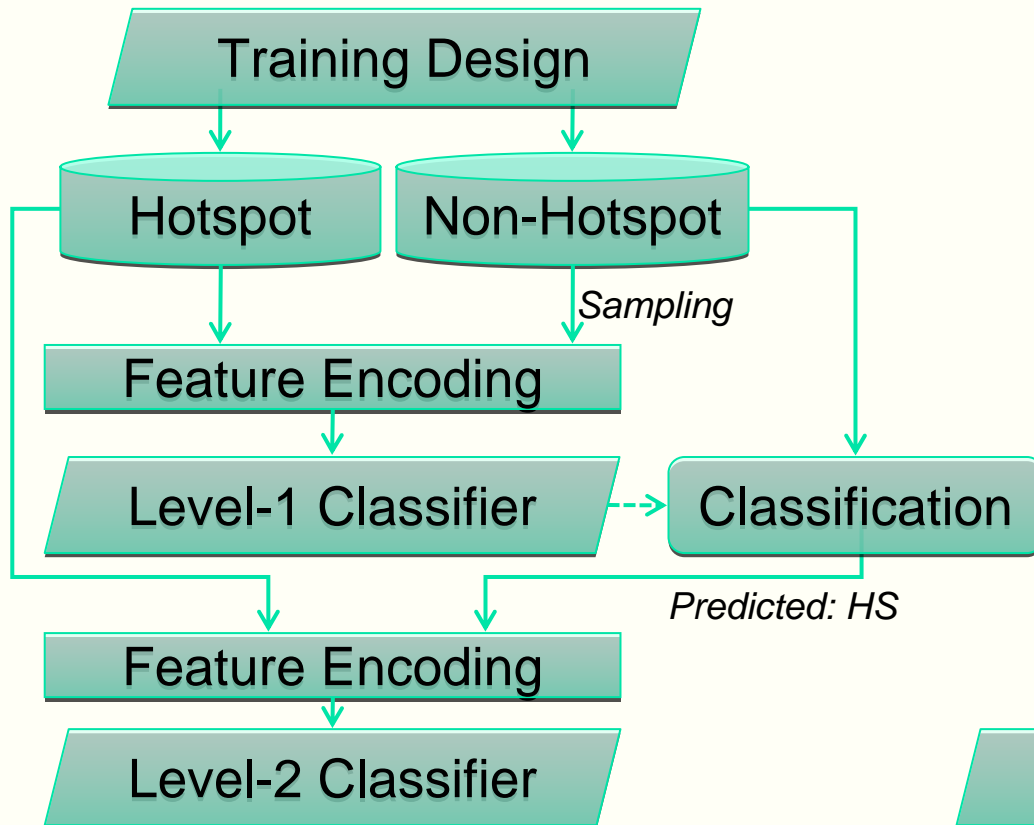 Training Design
Hotspot
Non-Hotspot
Sampling
Feature Encoding
Level-1 Classifier
Classification
Predicted: HS
Feature Encoding
Level-2 Classifier